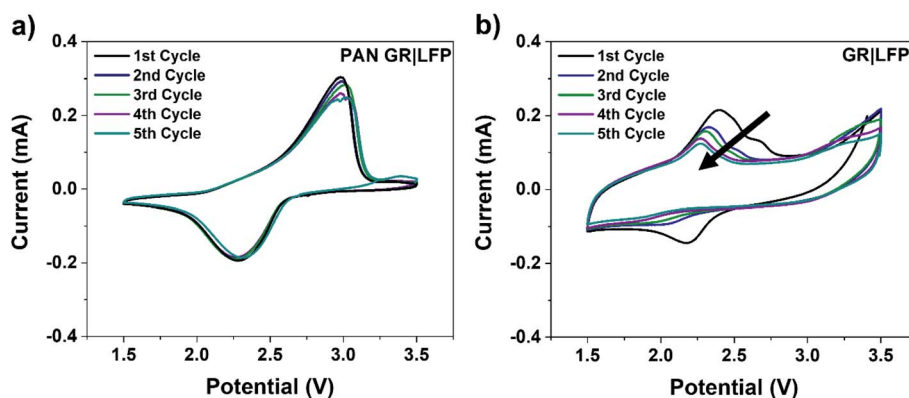 a)
PAN GR|LFP
1st Cycle
2nd Cycle
3rd Cycle
4th Cycle
5th Cycle
0.4
0.2
0.0
-0.2
-0.4
Current (mA)
1.5
2.0
2.5
3.0
3.5
Potential (V)
b)
GR|LFP
1st Cycle
2nd Cycle
3rd Cycle
4th Cycle
5th Cycle
0.4
0.2
0.0
-0.2
-0.4
Current (mA)
1.5
2.0
2.5
3.0
3.5
Potential (V)